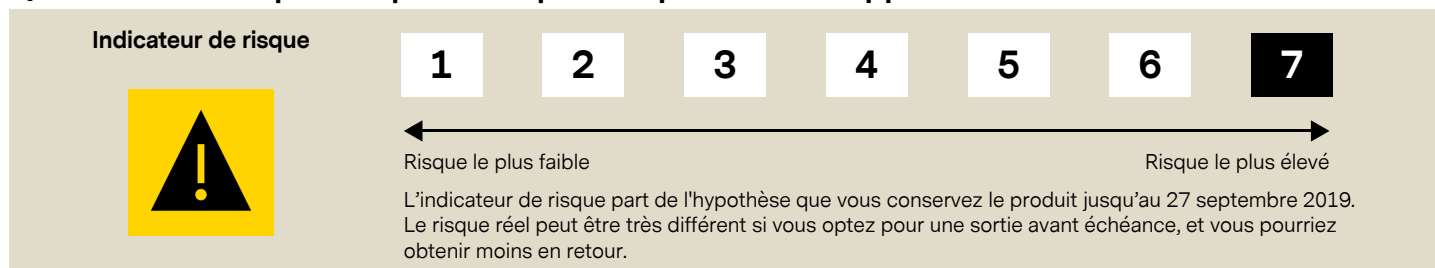 Indicateur de risque
1 2 3 4 5 6 7
Risque le plus faible
Risque le plus élevé
L'indicateur de risque part de l'hypothèse que vous conservez le produit jusqu'au 27 septembre 2019.
Le risque réel peut être très différent si vous optez pour une sortie avant échéance, et vous pourriez
obtenir moins en retour.